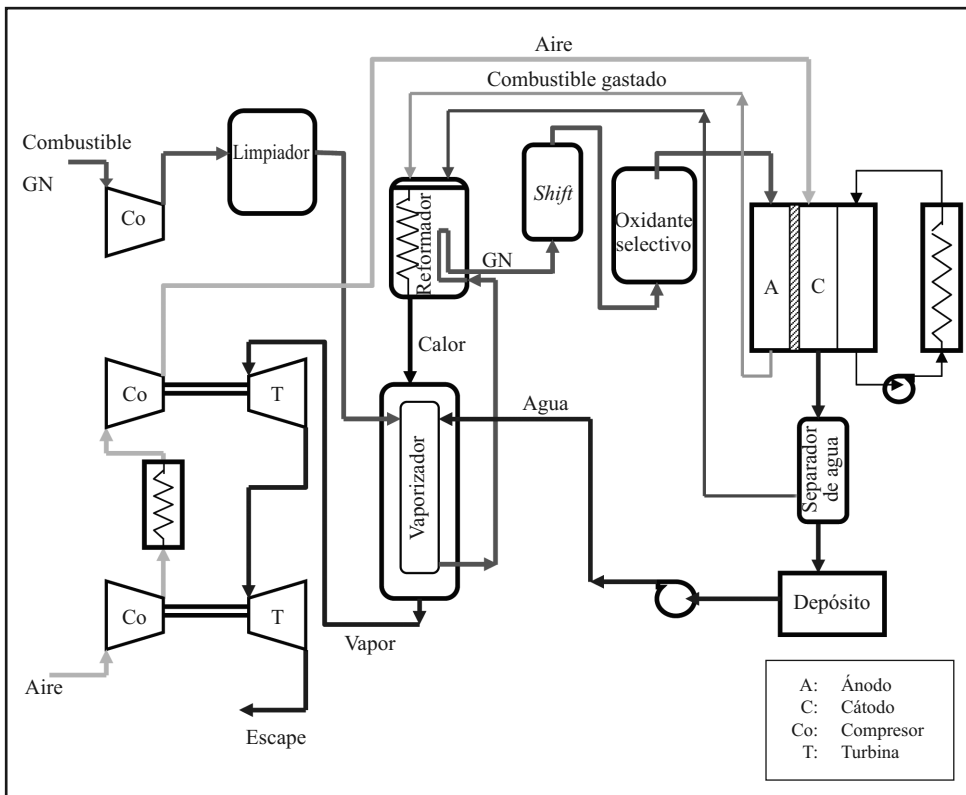 Aire
Combustible gastado
Combustible
GN
Co
Limpiador
Reformador
GN
Shift
Oxidante
selectivo
A
C
Calor
Co
T
Agua
Vaporizador
Separador
de agua
Co
T
Depósito
Vapor
Aire
Escape
A: Ánodo
C: Cátodo
Co: Compresor
T: Turbina